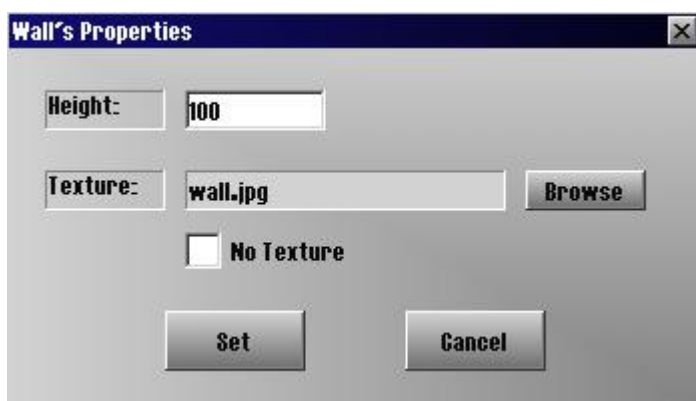 Wall's Properties
Height:
100
Texture:
wall.jpg
Browse
No Texture
Set
Cancel